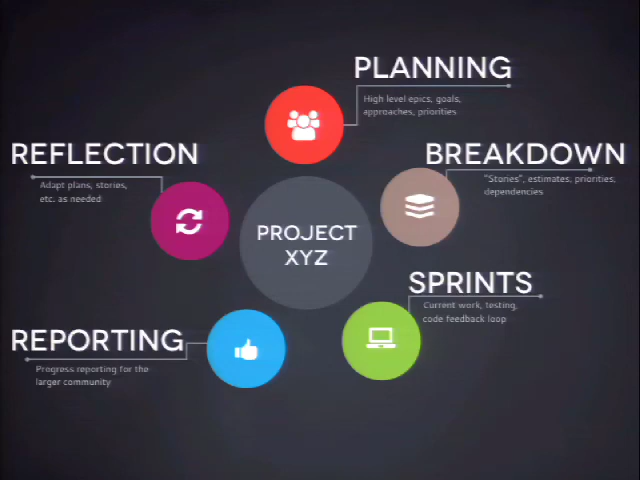 PLANNING
High level epics, goals,
approaches, priorities
BREAKDOWN
"Stories", estimates, priorities,
dependencies
SPRINTS
Current work, testing,
code feedback loop
REPORTING
Progress reporting for the
larger community
REFLECTION
Adapt plans, stories,
etc. as needed
PROJECT
XYZ